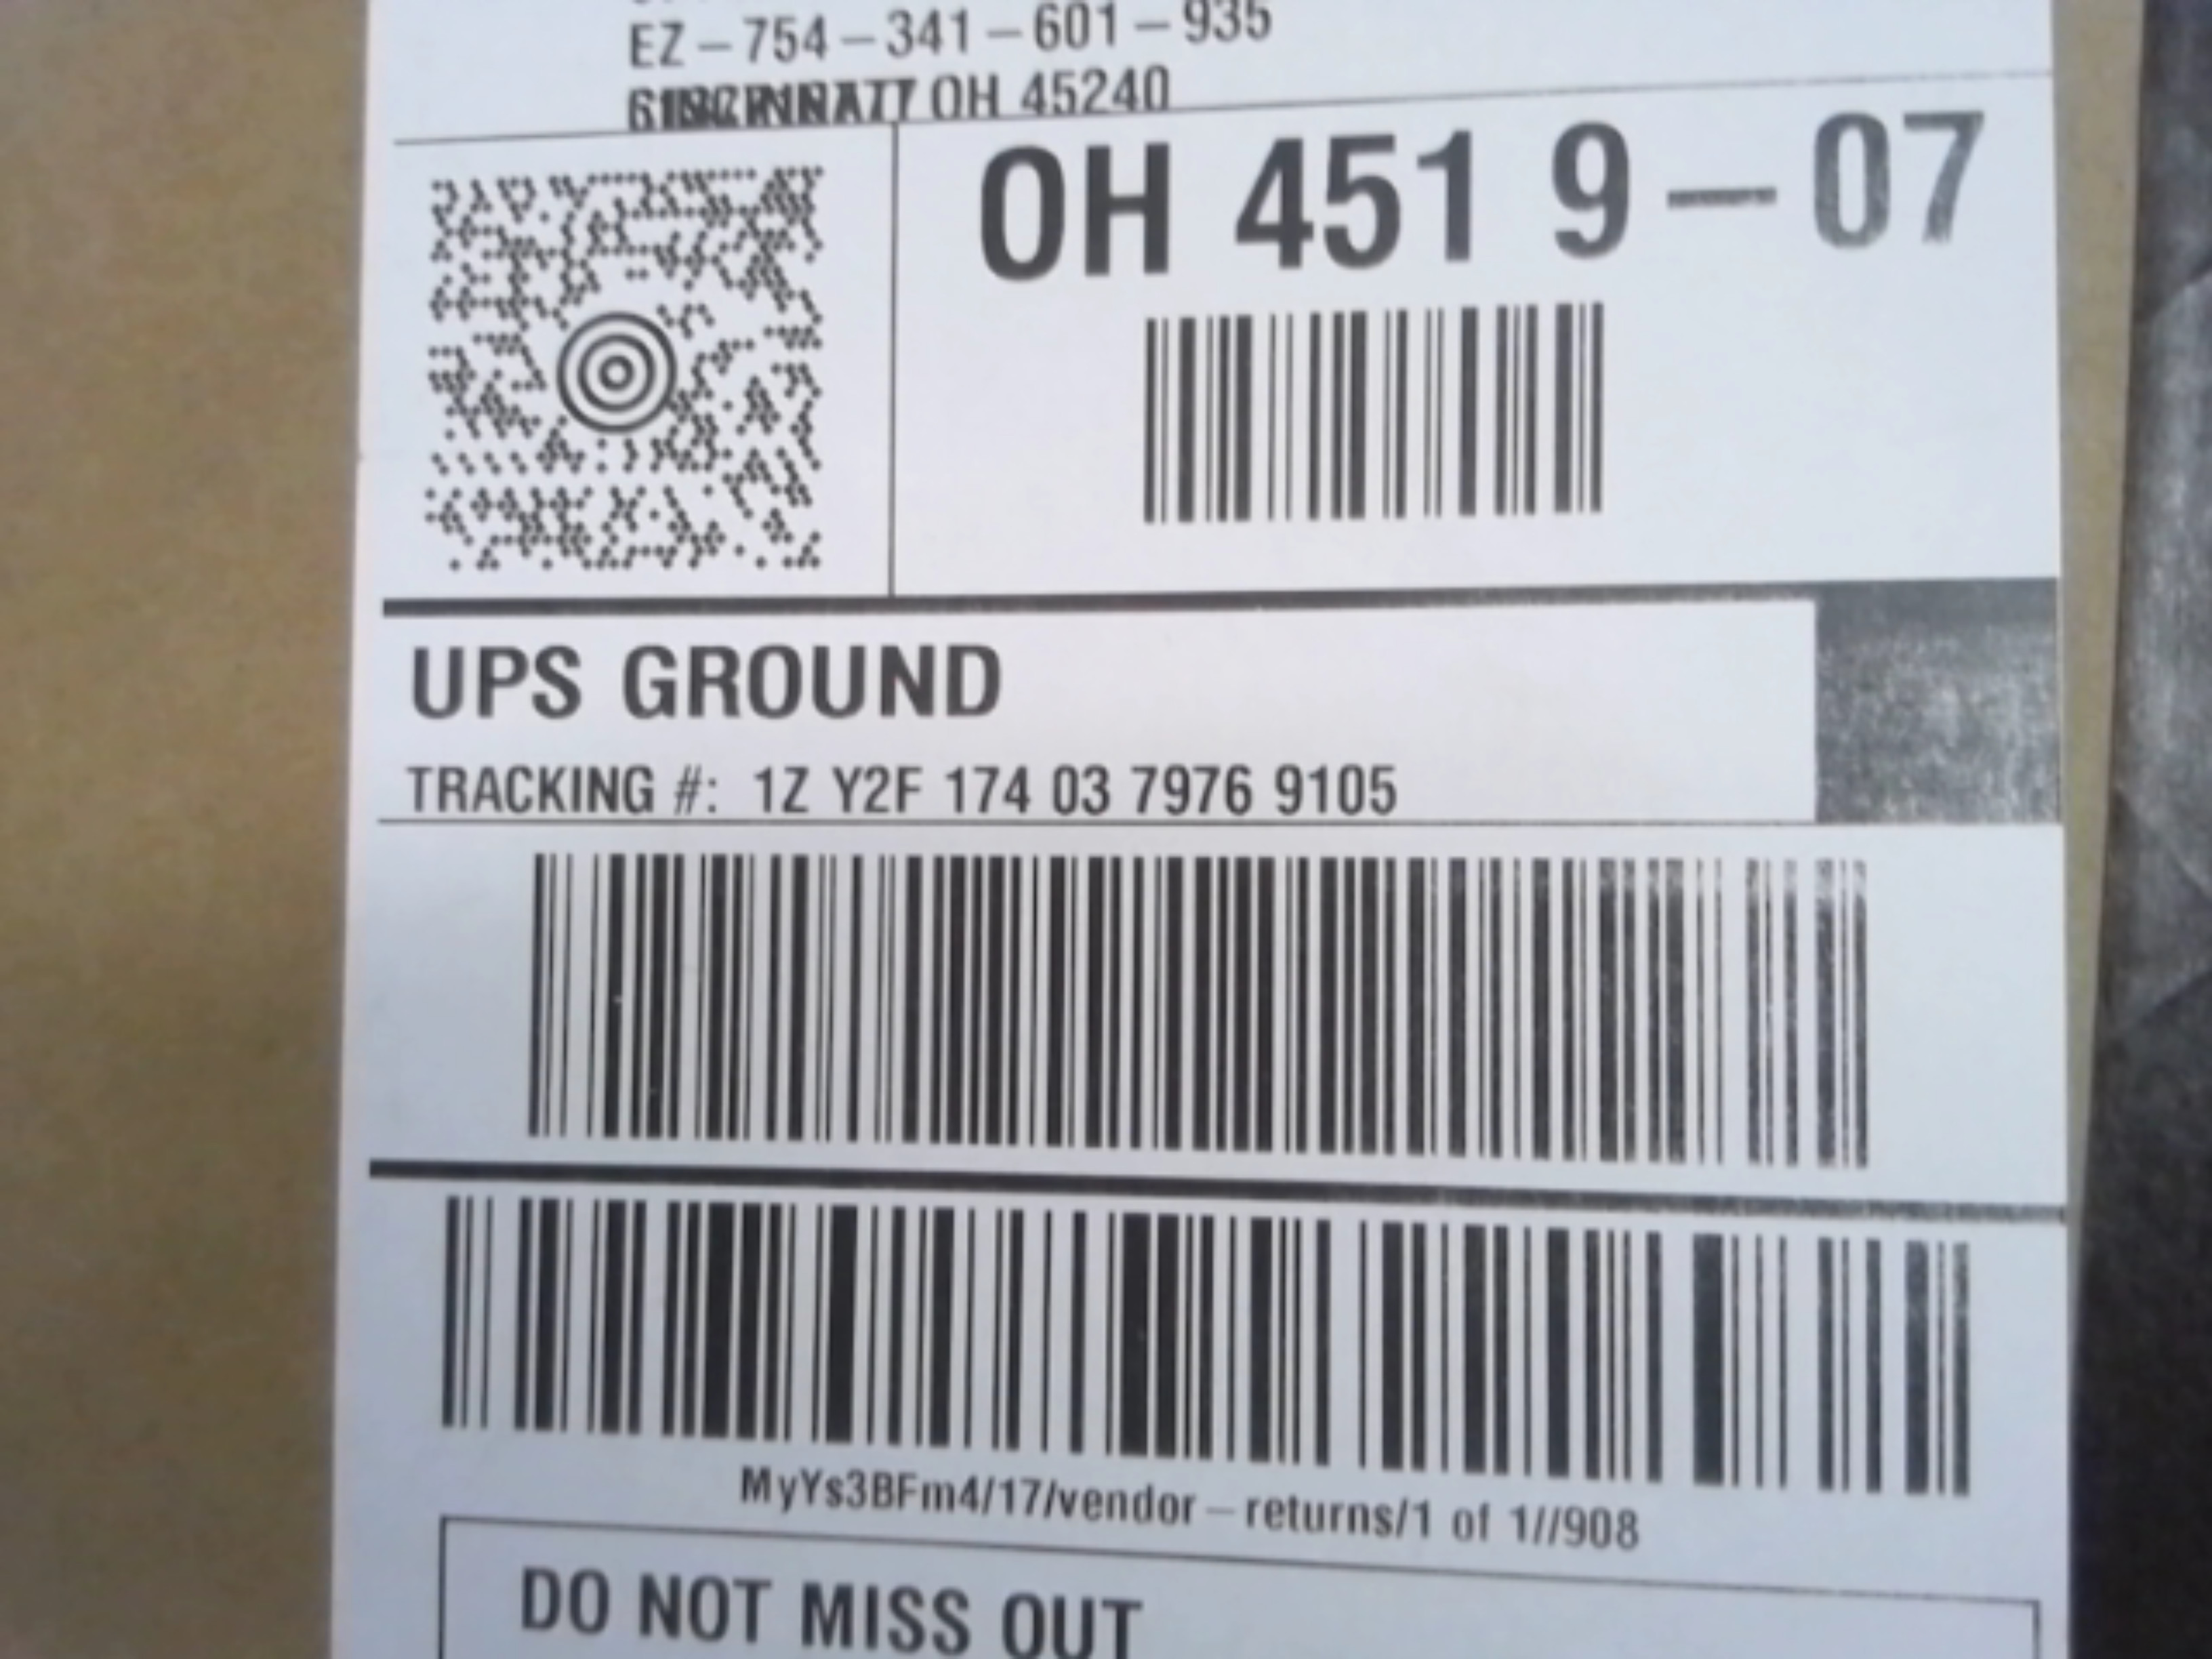 EZ – 754 – 341 – 601 – 935
OH 45240
OH 451 9 – 07
UPS GROUND
TRACKING #: 1Z Y2F 174 03 7976 9105
MyYs3BFm4/17/vendor – returns/1 of 1//908
DO NOT MISS OUT